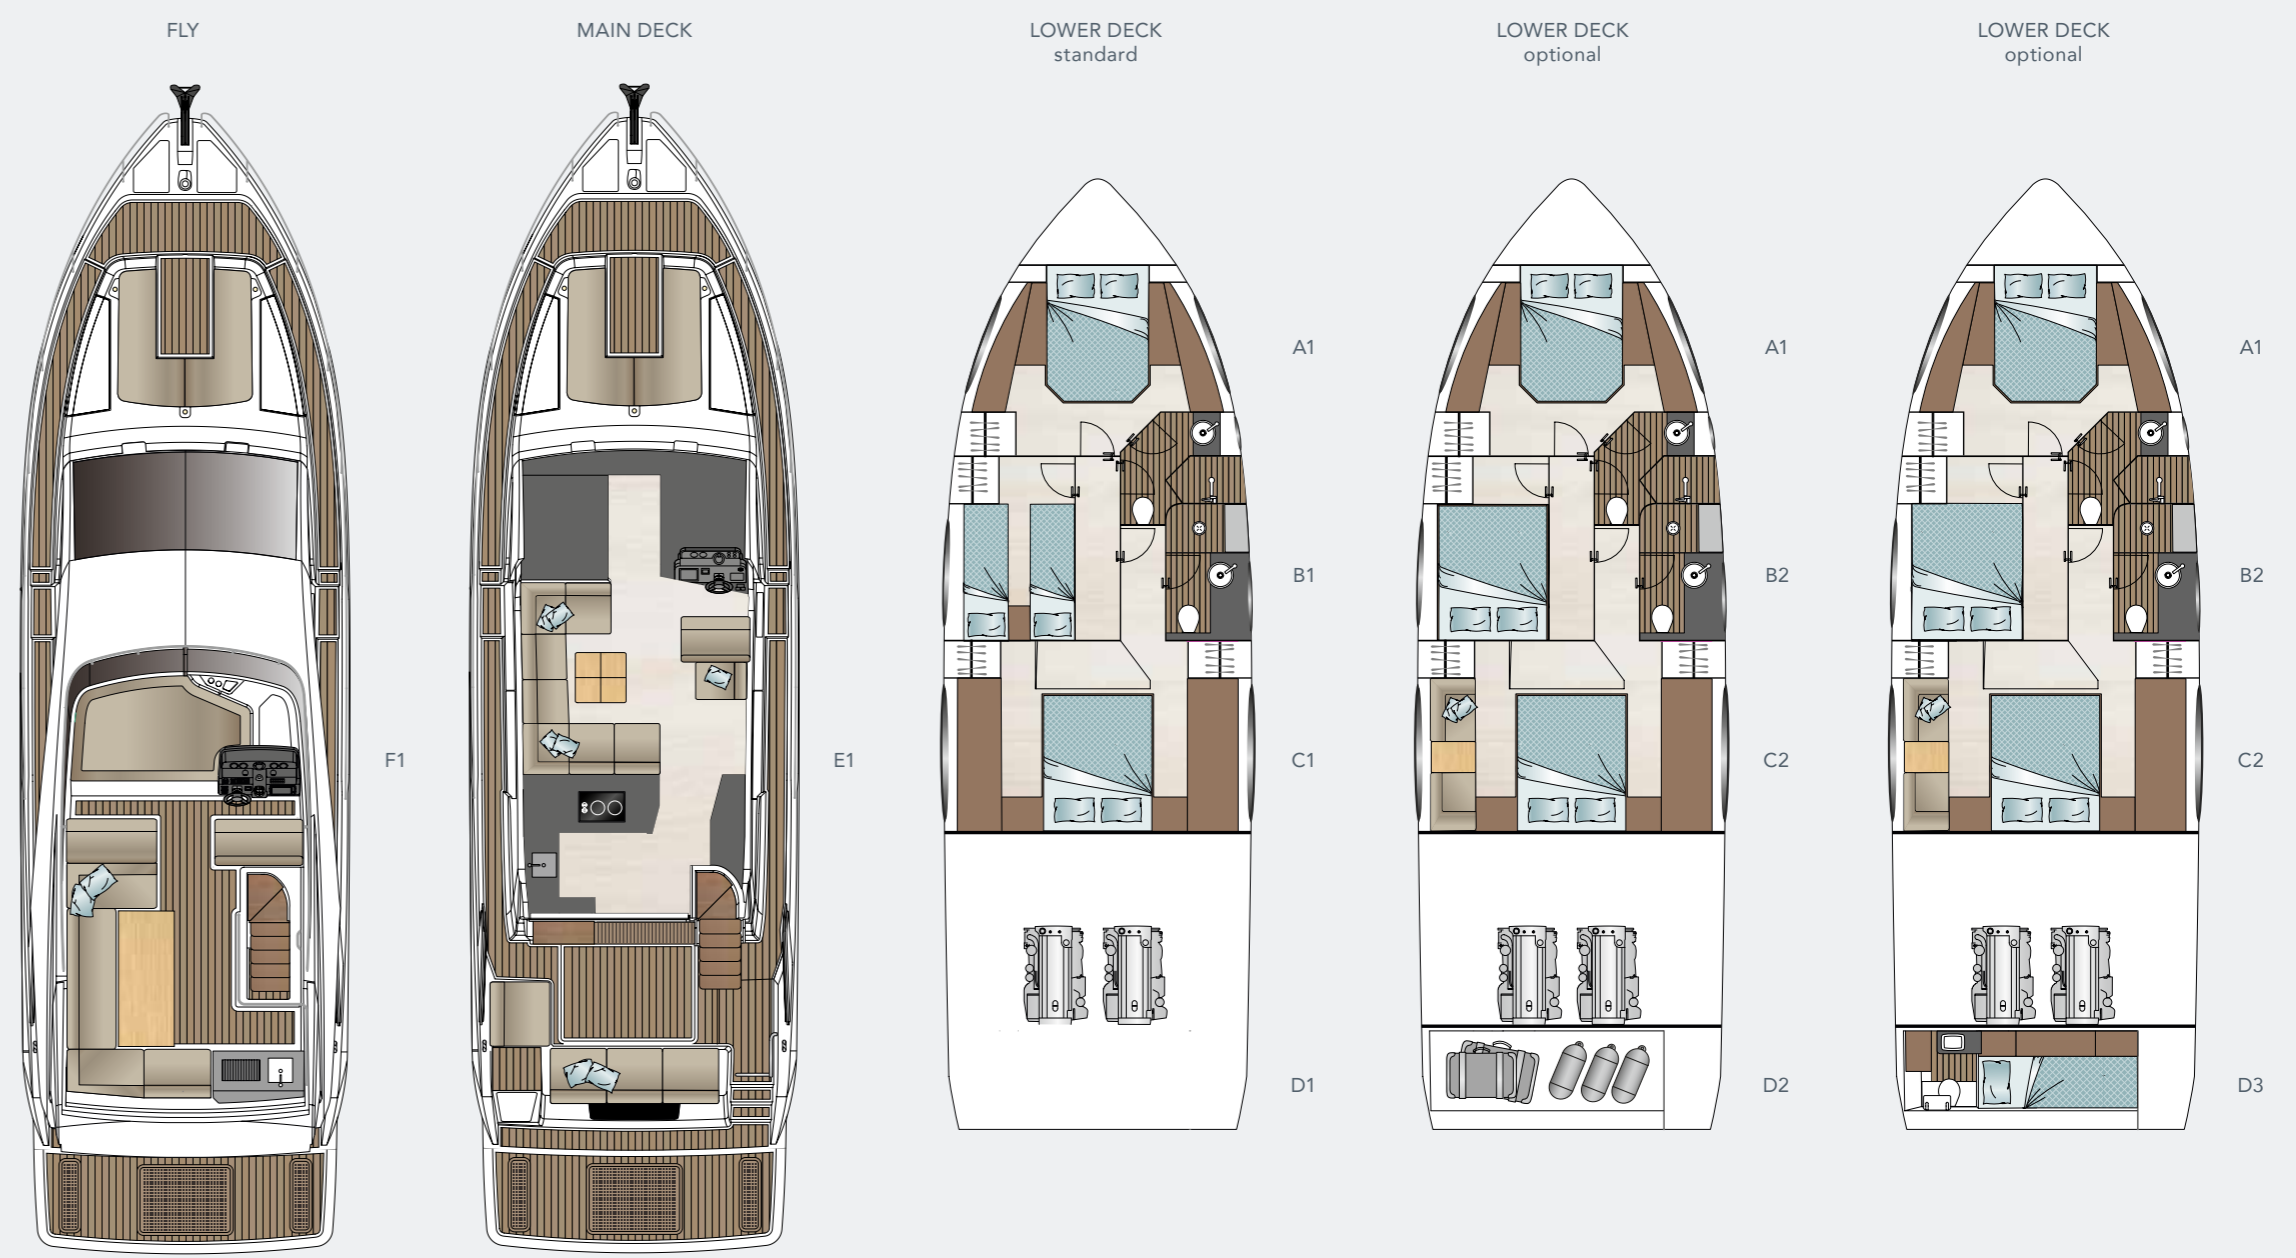 FLY
MAIN DECK
LOWER DECK
standard
LOWER DECK
optional
LOWER DECK
optional
A1
A1
A1
B1
B2
B2
F1
E1
C1
C2
C2
D1
D2
D3